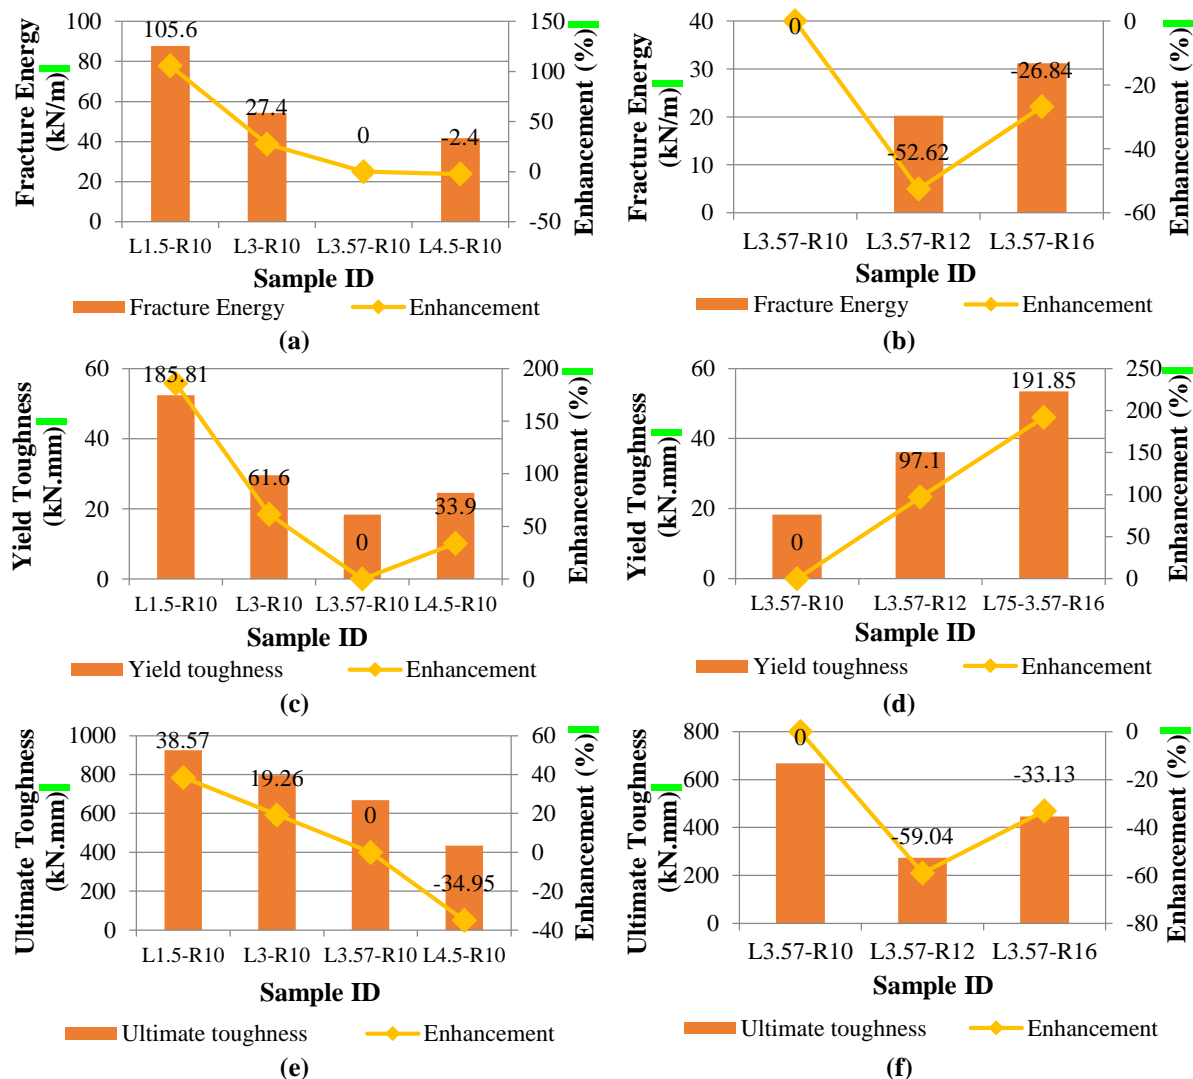 Fracture Energy
(kN/m)
100
80
60
40
20
0
105.6
27.4
0
-2.4
150
100
50
0
-50
Enhancement (%)
L1.5-R10 L3-R10 L3.57-R10 L4.5-R10
Sample ID
Fracture Energy Enhancement
(a)
Fracture Energy
(kN/m)
40
30
20
10
0
0
-52.62
-26.84
0
-20
-40
-60
Enhancement (%)
L3.57-R10 L3.57-R12 L3.57-R16
Sample ID
Fracture Energy Enhancement
(b)
Yield Toughness
(kN.mm)
60
40
20
0
185.81
61.6
0
33.9
200
150
100
50
0
Enhancement (%)
L1.5-R10 L3-R10 L3.57-R10 L4.5-R10
Sample ID
Yield toughness Enhancement
(c)
Yield Toughness
(kN.mm)
60
40
20
0
0
97.1
191.85
250
200
150
100
50
0
Enhancement (%)
L3.57-R10 L3.57-R12 L75-3.57-R16
Sample ID
Yield toughness Enhancement
(d)
Ultimate Toughness
(kN.mm)
1000
800
600
400
200
0
38.57
19.26
0
-34.95
60
40
20
0
-20
-40
Enhancement (%)
L1.5-R10 L3-R10 L3.57-R10 L4.5-R10
Sample ID
Ultimate toughness Enhancement
(e)
Ultimate Toughness
(kN.mm)
800
600
400
200
0
0
-59.04
-33.13
0
-20
-40
-60
-80
Enhancement (%)
L3.57-R10 L3.57-R12 L3.57-R16
Sample ID
Ultimate toughness Enhancement
(f)